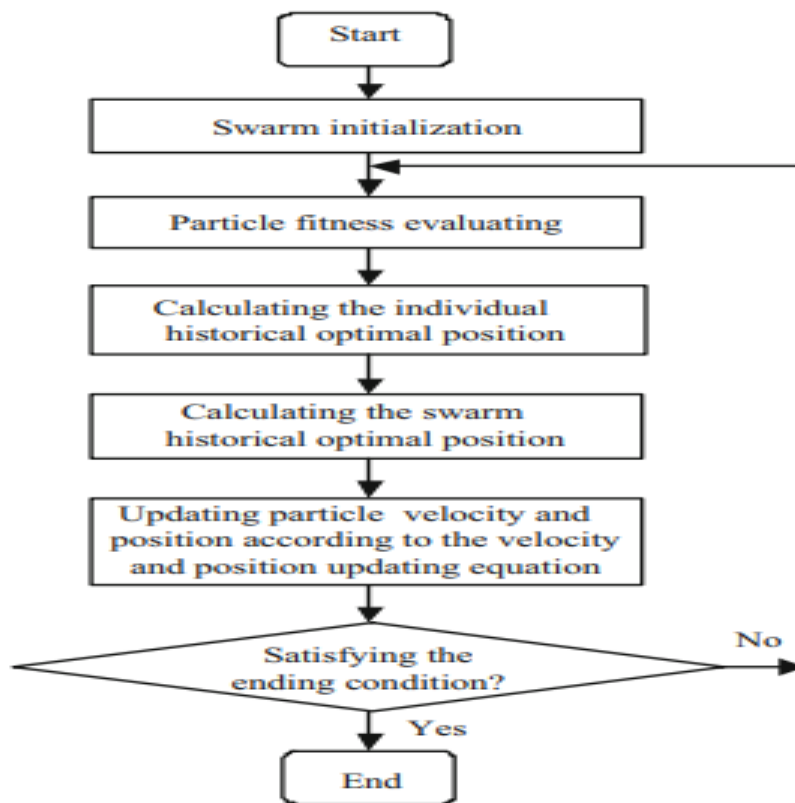 Start
Swarm initialization
Particle fitness evaluating
Calculating the individual
historical optimal position
Calculating the swarm
historical optimal position
Updating particle velocity and
position according to the velocity
and position updating equation
Satisfying the
ending condition?
No
Yes
End